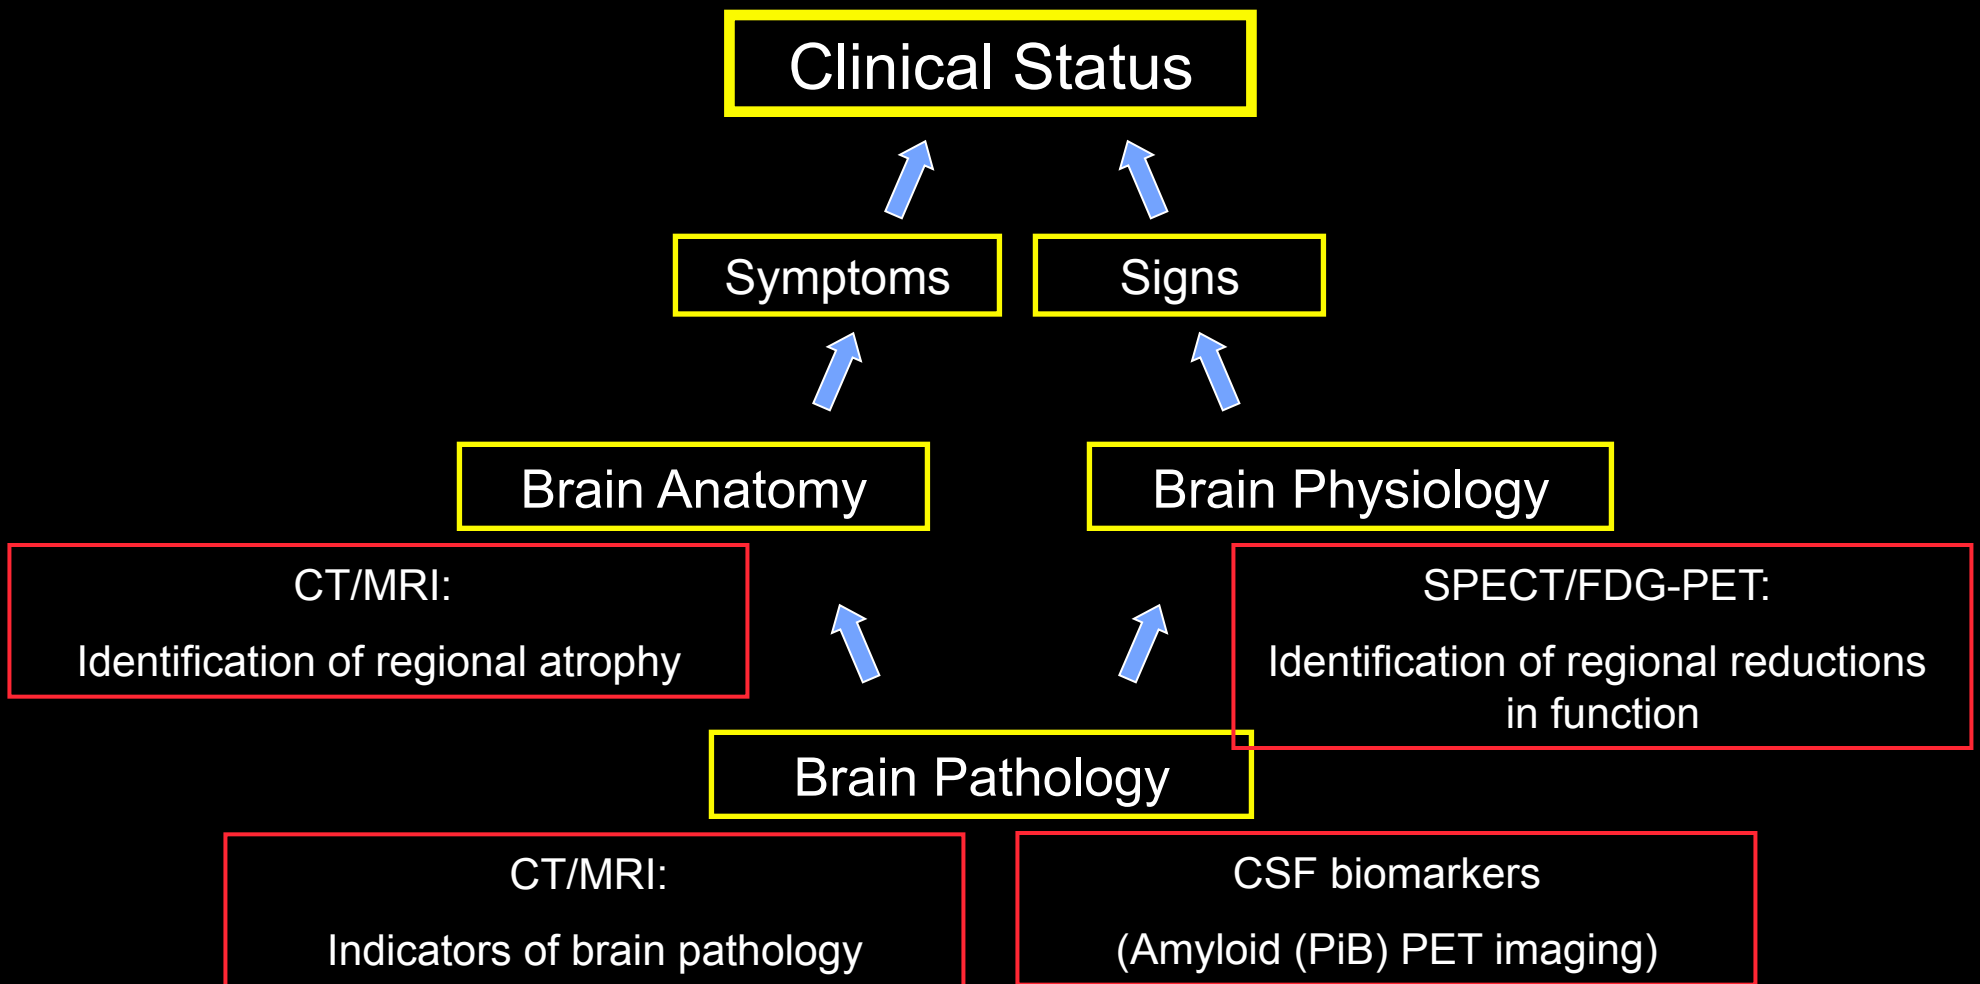 Clinical Status
Symptoms
Signs
Brain Anatomy
Brain Physiology
CT/MRI:
Identification of regional atrophy
SPECT/FDG-PET:
Identification of regional reductions
in function
Brain Pathology
CT/MRI:
Indicators of brain pathology
CSF biomarkers
(Amyloid (PiB) PET imaging)